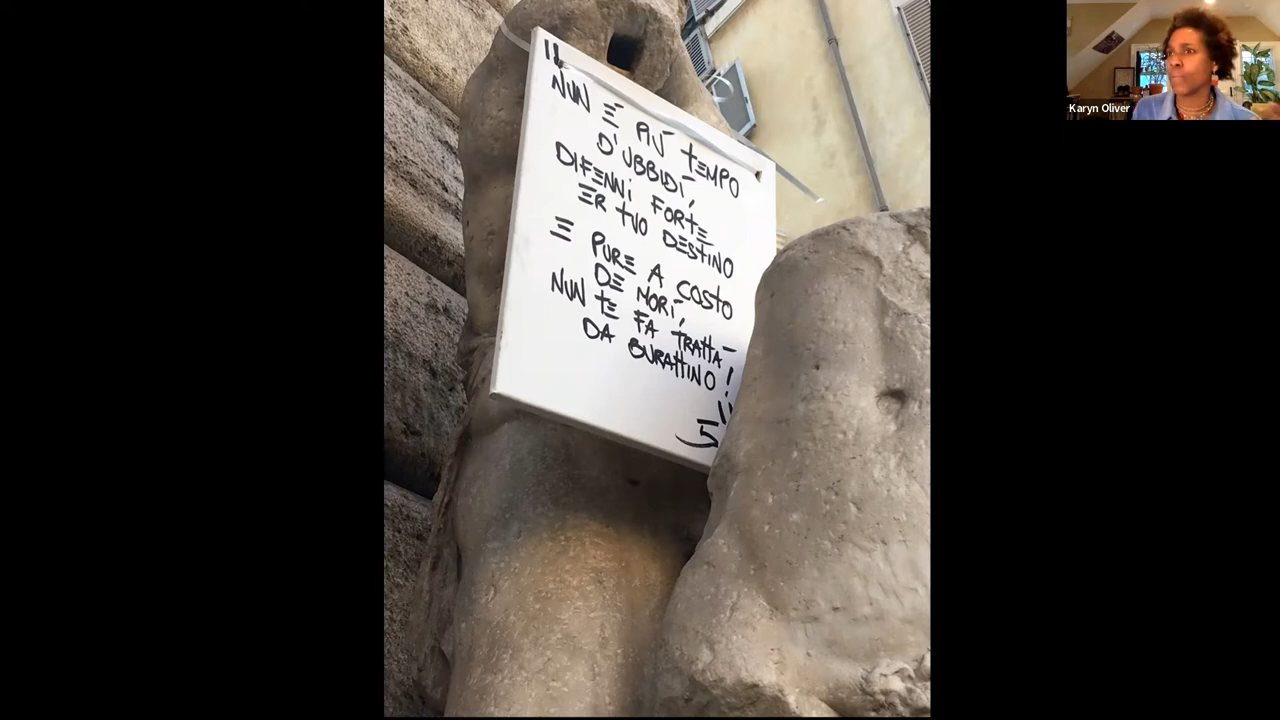 "
NUN È PIÙ TEMPO
D'UBBIDÌ,
DIFENNI FORTE
ER TUO DESTINO
E PURE A COSTO
DE MORÌ,
NUN TE FA TRATTÀ
DA BURATTINO!
"
Karyn Oliver